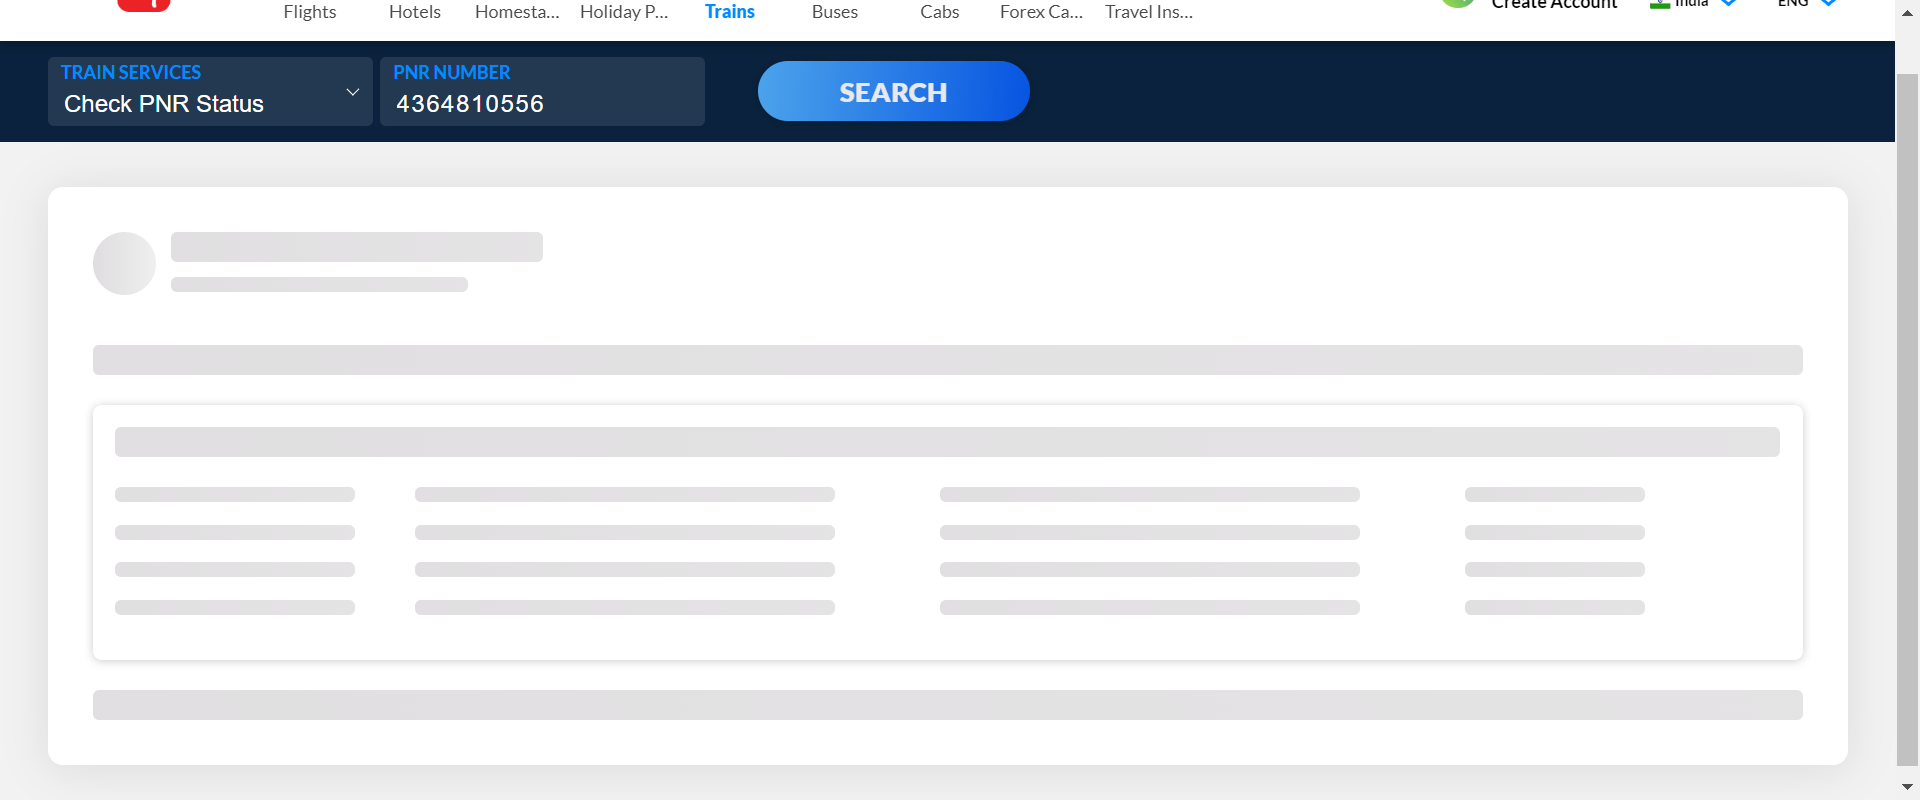 Flights Hotels Homesta... Holiday P... Trains Buses Cabs Forex Ca... Travel Ins... Create Account India ENG
TRAIN SERVICES
Check PNR Status
PNR NUMBER
4364810556
SEARCH